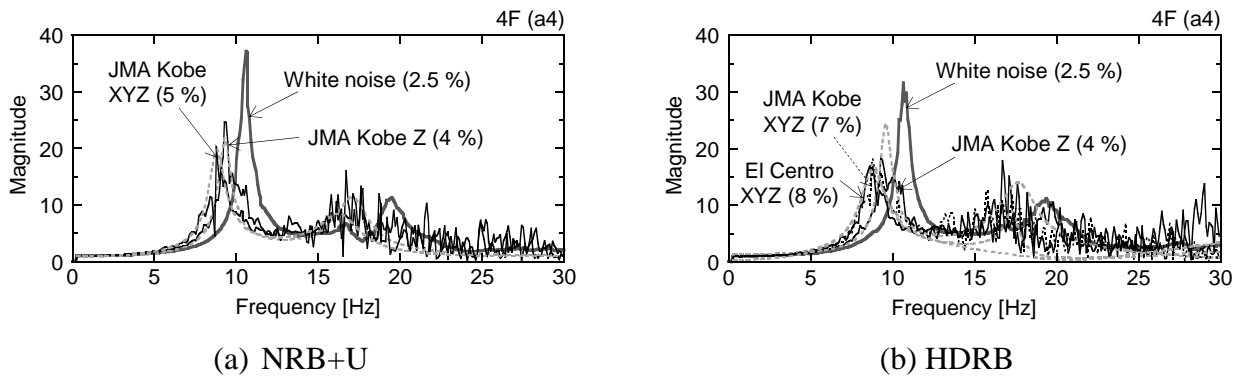 4F (a4)
40
30
20
10
0
Magnitude
JMA Kobe
XYZ (5 %)
White noise (2.5 %)
JMA Kobe Z (4 %)
0 5 10 15 20 25 30
Frequency [Hz]
(a) NRB+U
4F (a4)
40
30
20
10
0
Magnitude
White noise (2.5 %)
JMA Kobe
XYZ (7 %)
JMA Kobe Z (4 %)
El Centro
XYZ (8 %)
0 5 10 15 20 25 30
Frequency [Hz]
(b) HDRB